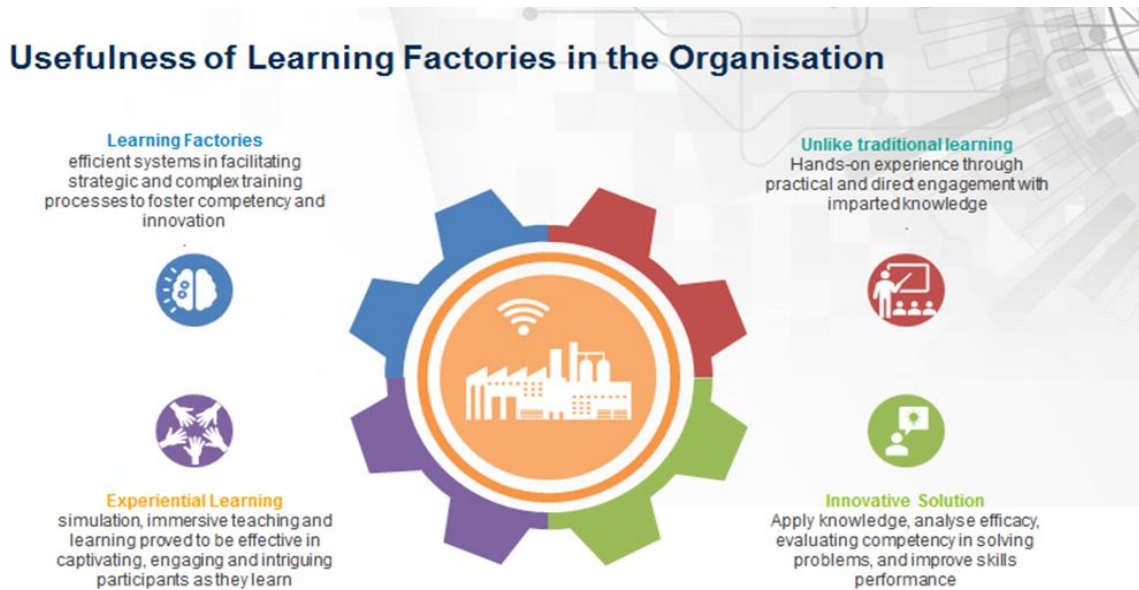 Usefulness of Learning Factories in the Organisation
Learning Factories
efficient systems in facilitating
strategic and complex training
processes to foster competency and
innovation
.
Unlike traditional learning
Hands-on experience through
practical and direct engagement with
imparted knowledge
.
Experiential Learning
simulation, immersive teaching and
learning proved to be effective in
captivating, engaging and intriguing
participants as they learn
Innovative Solution
Apply knowledge, analyse efficacy,
evaluating competency in solving
problems, and improve skills
performance